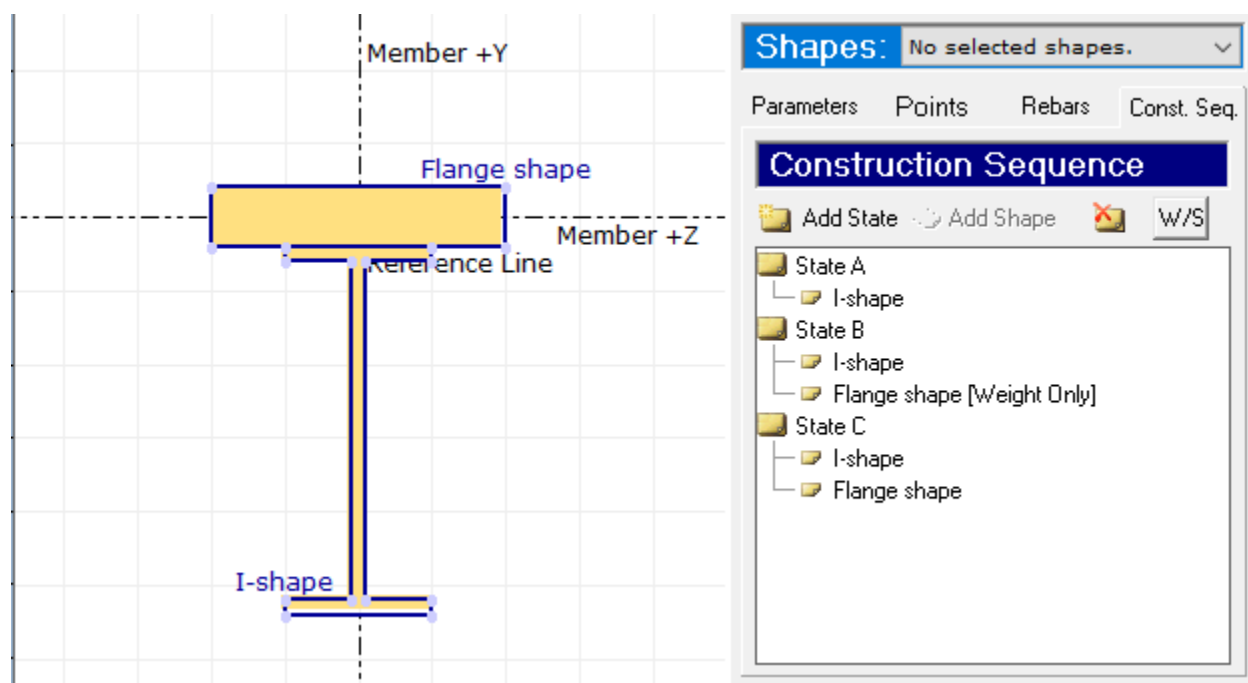 Member +Y
Flange shape
Member +Z
Reference Line
I-shape
Shapes: No selected shapes.
Parameters Points Rebars Const. Seq.
Construction Sequence
Add State Add Shape W/S
State A
I-shape
State B
I-shape
Flange shape [Weight Only]
State C
I-shape
Flange shape